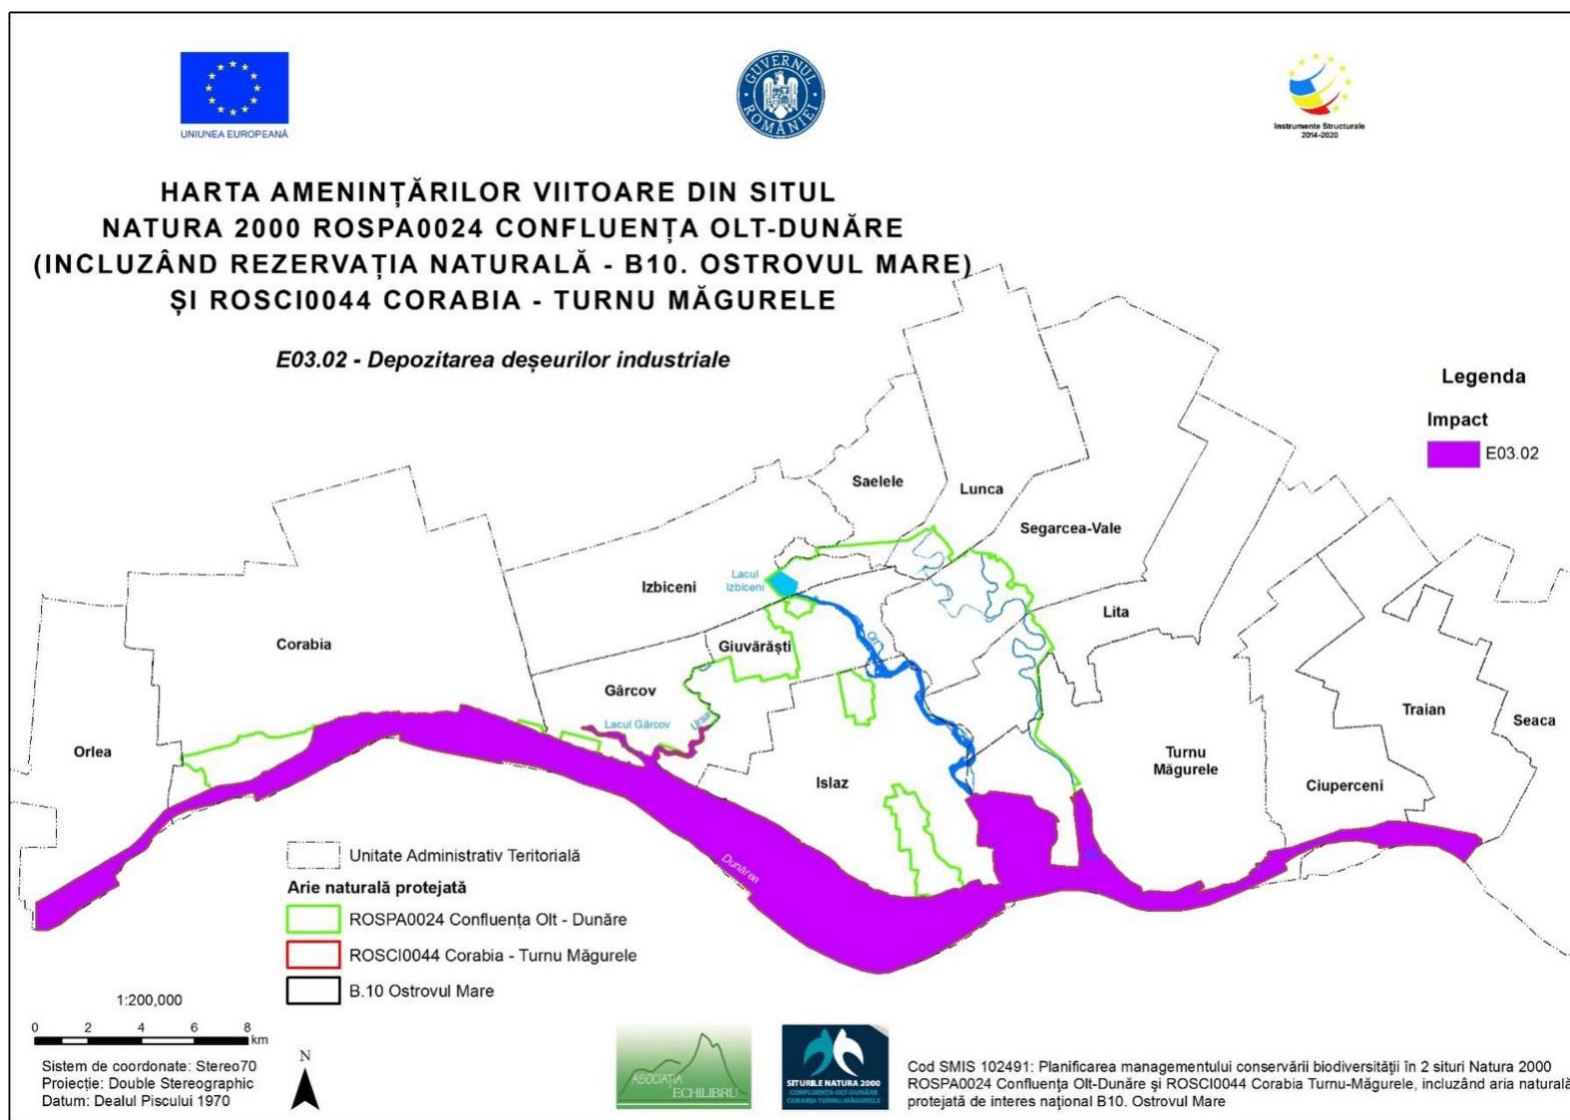 UNIUNEA EUROPEANĂ
GUVERNUL ROMÂNIEI
Instrumente Structurale
2014-2020
HARTA AMENINȚĂRILOR VIITOARE DIN SITUL
NATURA 2000 ROSPA0024 CONFLUENȚA OLT-DUNĂRE
(INCLUZÂND REZERVAȚIA NATURALĂ - B10. OSTROVUL MARE)
ȘI ROSCI0044 CORABIA - TURNU MĂGURELE
E03.02 - Depozitarea deșeurilor industriale
Legenda
Impact
E03.02
Saelele
Lunca
Segarcea-Vale
Izbiceni
Lacul
Izbiceni
Lita
Corabia
Giuvărăști
Olt
Gârcov
Lacul Gârcov
Ursa
Orlea
Islaz
Turnu
Măgurele
Traian
Seaca
Ciuperceni
Dunărea
Unitate Administrativ Teritorială
Arie naturală protejată
ROSPA0024 Confluența Olt - Dunăre
ROSCI0044 Corabia - Turnu Măgurele
B.10 Ostrovul Mare
1:200,000
0 2 4 6 8
km
N
Sistem de coordonate: Stereo70
Proiecție: Double Stereographic
Datum: Dealul Piscului 1970
ASOCIAȚIA
ECHILIBRU
SITURILE NATURA 2000
CONFLUENȚA OLT-DUNĂRE
CORABIA TURNU-MĂGURELE
Cod SMIS 102491: Planificarea managementului conservării biodiversității în 2 situri Natura 2000
ROSPA0024 Confluența Olt-Dunăre și ROSCI0044 Corabia Turnu-Măgurele, incluzând aria naturală
protejată de interes național B10. Ostrovul Mare